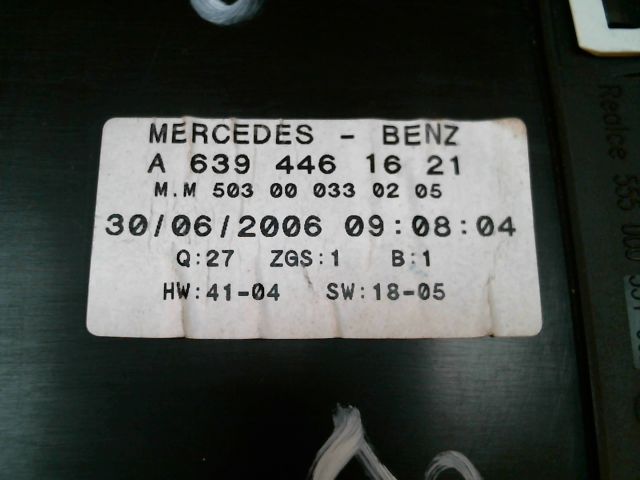 MERCEDES - BENZ
A 639 446 16 21
M.M 503 00 033 02 05
30/06/2006 09:08:04
Q:27 ZGS:1 B:1
HW:41-04 SW:18-05